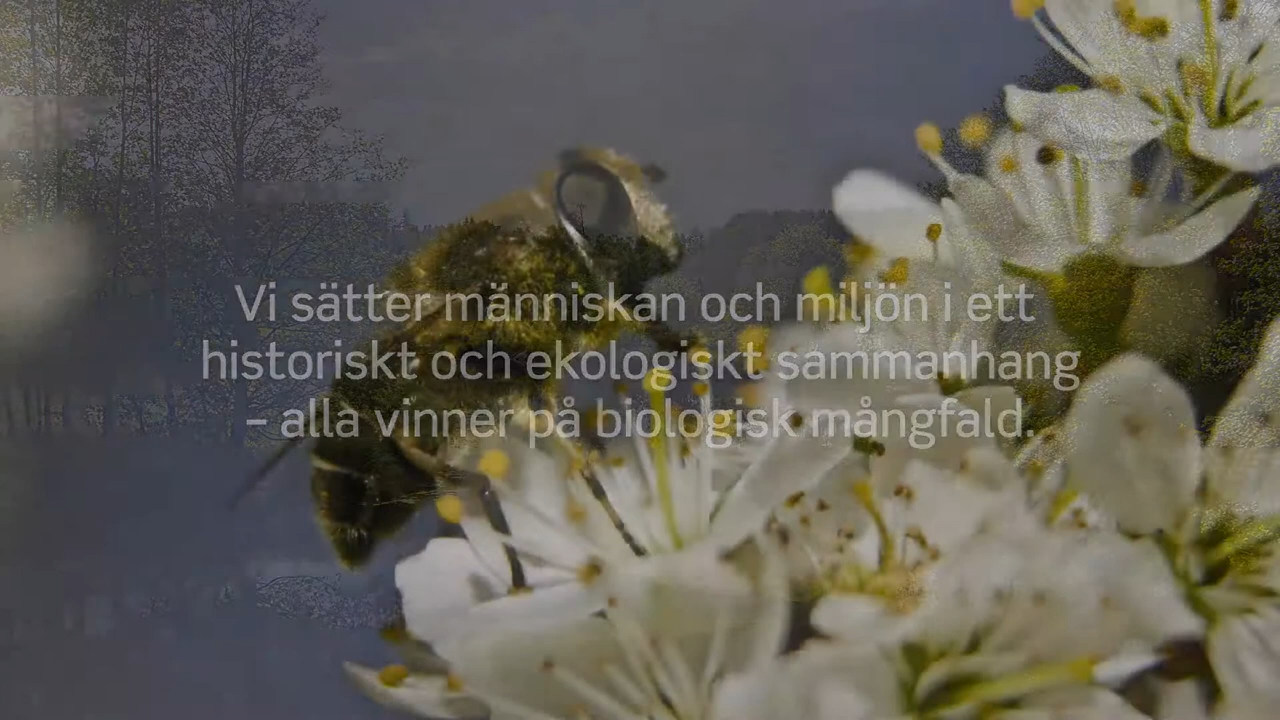 Vi sätter människan och miljön i ett
historiskt och ekologiskt sammanhang
– alla vinner på biologisk mångfald.